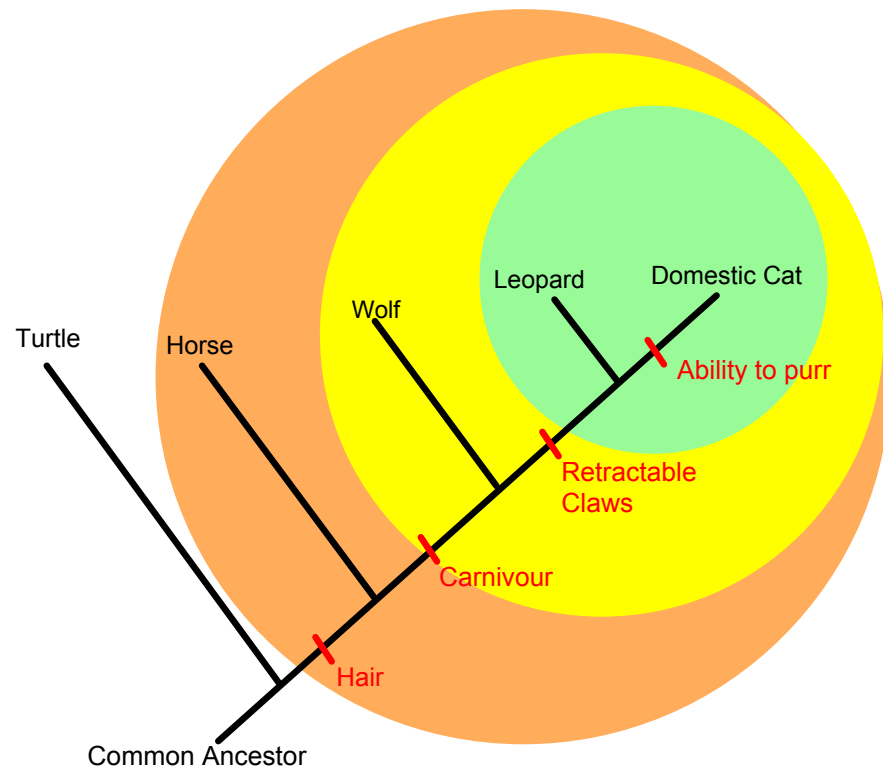 Domestic Cat
Leopard
Wolf
Turtle
Horse
Ability to purr
Retractable
Claws
Carnivour
Hair
Common Ancestor